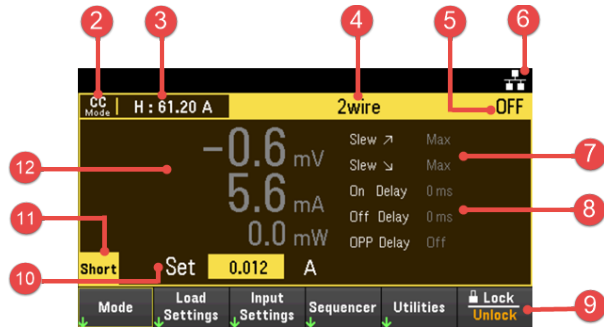 2
3
4
5
6
CC Mode
H : 61.20 A
2wire
OFF
-0.6 mV
Slew ↗ Max
7
12
5.6 mA
Slew ↘ Max
On Delay 0 ms
8
11
0.0 mW
Off Delay 0 ms
OPP Delay Off
Short
10
Set 0.012 A
Mode
Load Settings
Input Settings
Sequencer
Utilities
Lock Unlock
9